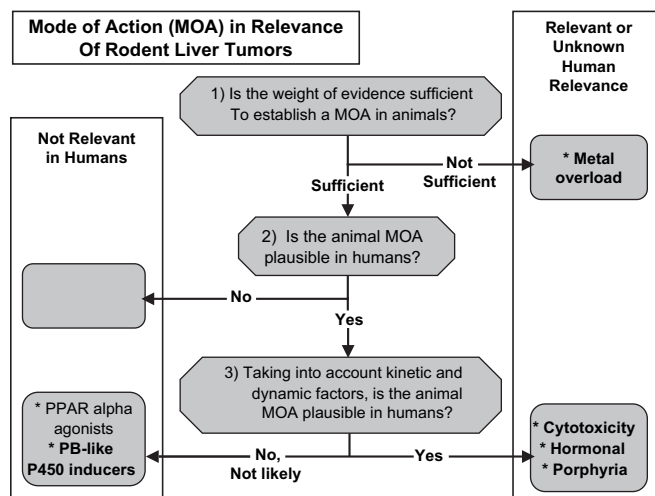 Mode of Action (MOA) in Relevance
Of Rodent Liver Tumors
Relevant or
Unknown
Human
Relevance
1) Is the weight of evidence sufficient
To establish a MOA in animals?
Not Relevant
in Humans
Sufficient
Not
Sufficient
* Metal
overload
2) Is the animal MOA
plausible in humans?
No
Yes
3) Taking into account kinetic and
dynamic factors, is the animal
MOA plausible in humans?
* PPAR alpha
agonists
* PB-like
P450 inducers
No,
Not likely
Yes
* Cytotoxicity
* Hormonal
* Porphyria